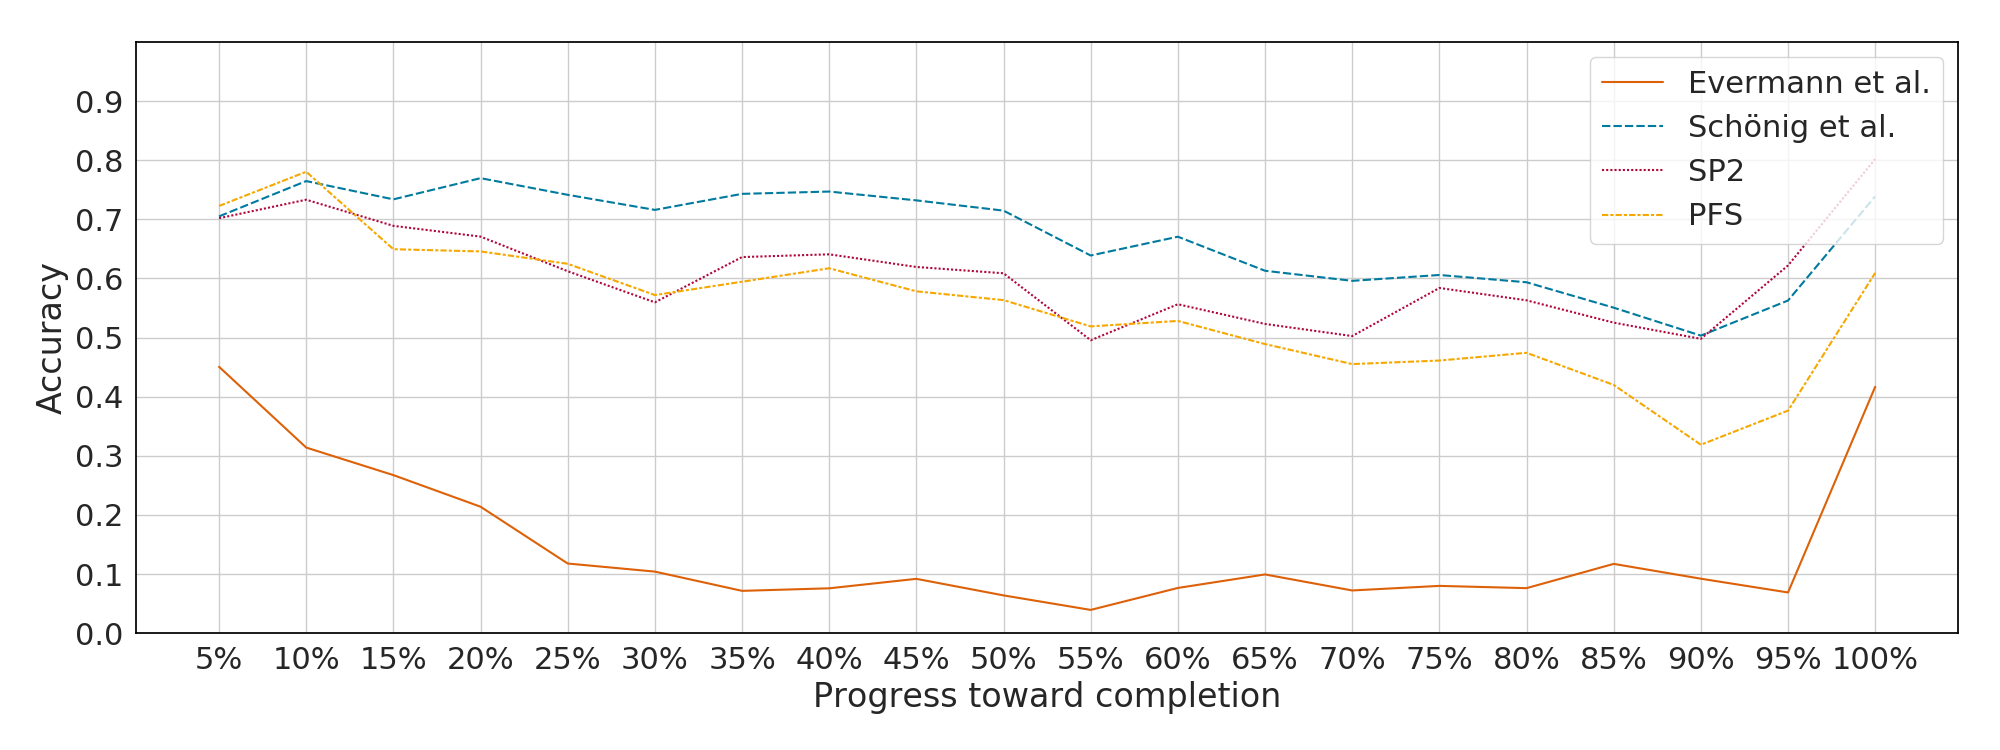 Evermann et al.
Schönig et al.
SP2
PFS
Accuracy
0.9
0.8
0.7
0.6
0.5
0.4
0.3
0.2
0.1
0.0
5% 10% 15% 20% 25% 30% 35% 40% 45% 50% 55% 60% 65% 70% 75% 80% 85% 90% 95% 100%
Progress toward completion